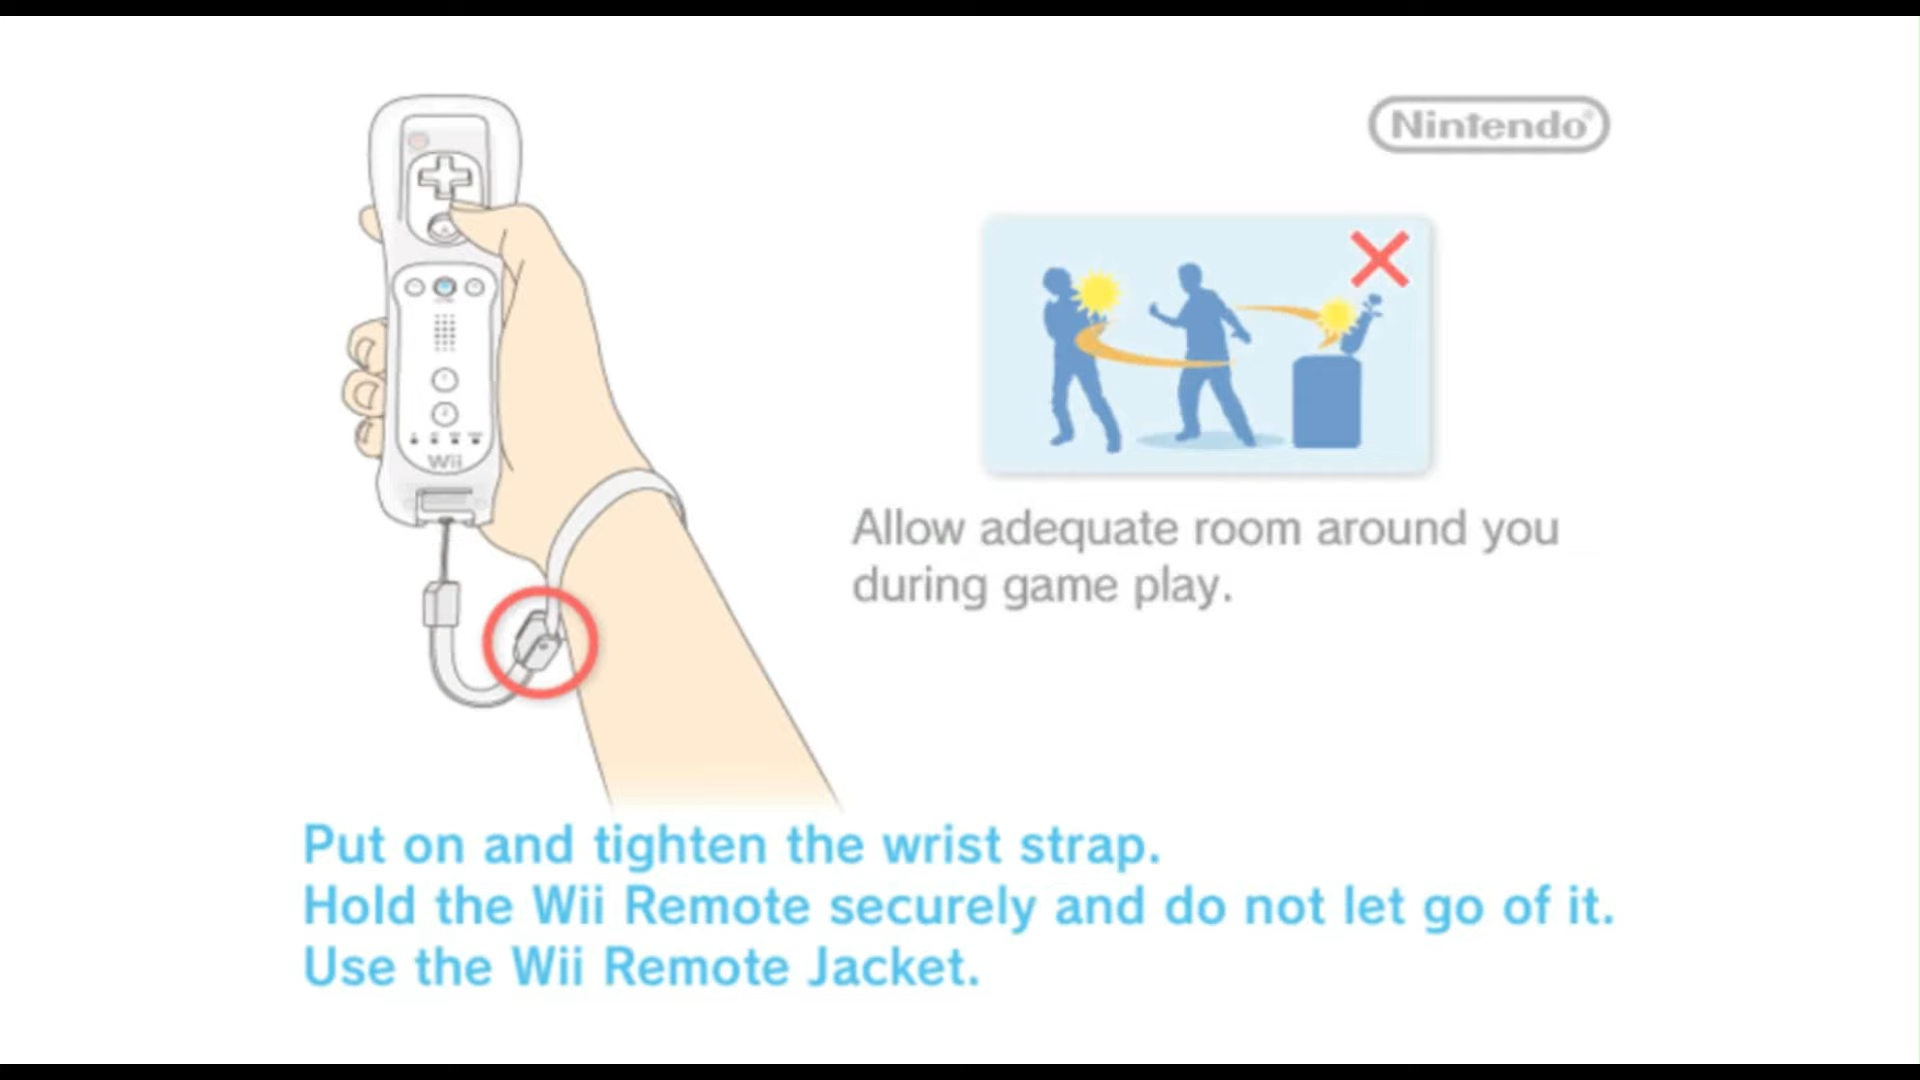 Nintendo®
Wii
Allow adequate room around you
during game play.
Put on and tighten the wrist strap.
Hold the Wii Remote securely and do not let go of it.
Use the Wii Remote Jacket.